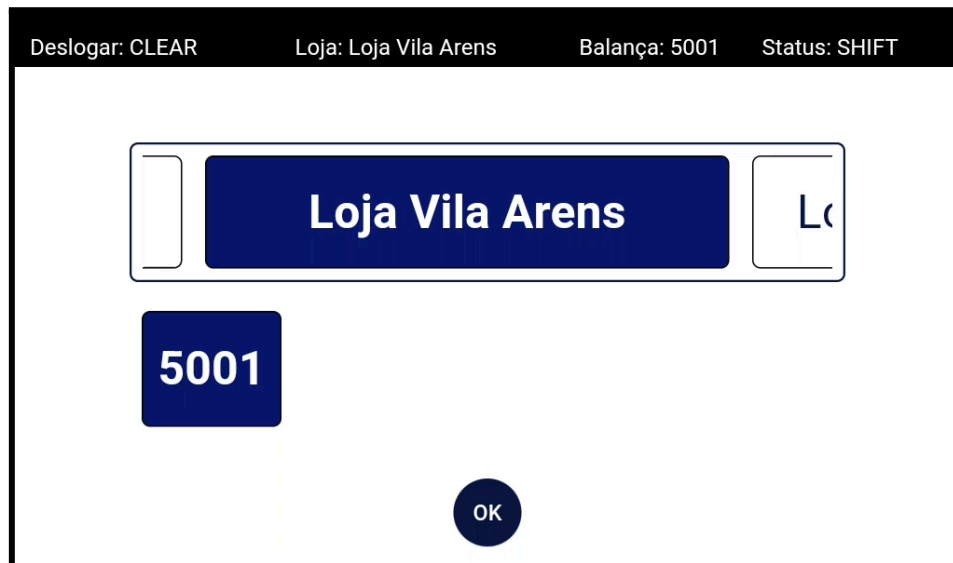 Deslogar: CLEAR Loja: Loja Vila Arens Balança: 5001 Status: SHIFT
Loja Vila Arens
5001
OK